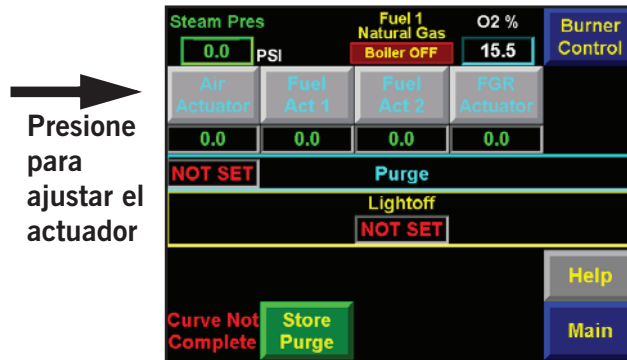 Presione
para
ajustar el
actuador
Steam Pres
0.0 PSI
Fuel 1
Natural Gas
Boiler OFF
O2 %
15.5
Burner
Control
Air
Actuator
Fuel
Act 1
Fuel
Act 2
FGR
Actuator
0.0 0.0 0.0 0.0
NOT SET Purge
Lightoff
NOT SET
Help
Curve Not
Complete
Store
Purge
Main